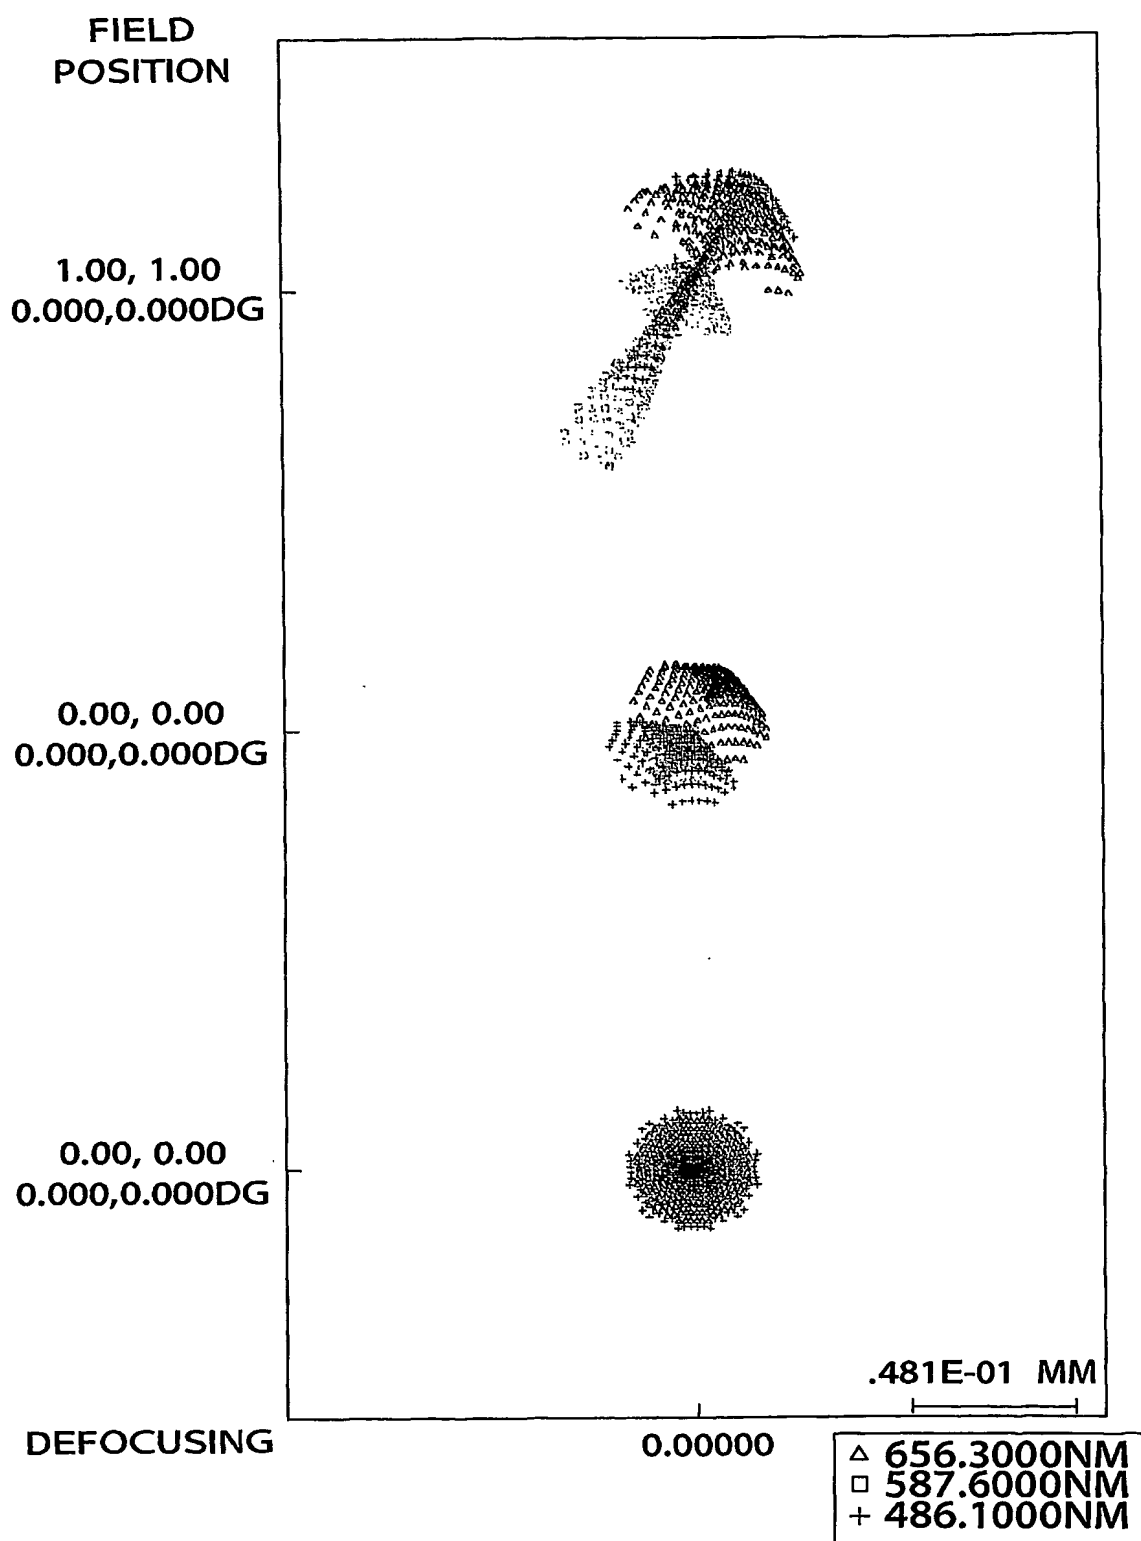 FIELD
POSITION
1.00, 1.00
0.000,0.000DG
0.00, 0.00
0.000,0.000DG
0.00, 0.00
0.000,0.000DG
.481E-01 MM
DEFOCUSING
0.00000
△ 656.3000NM
□ 587.6000NM
+ 486.1000NM